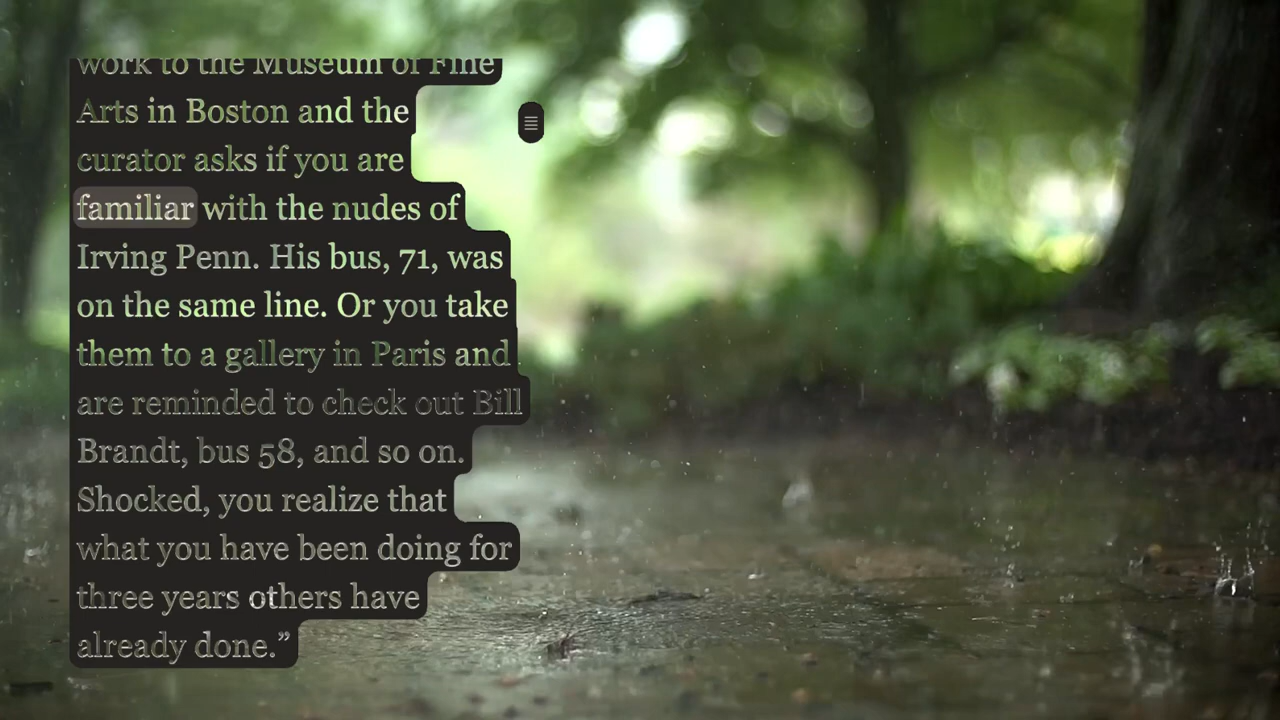 work to the Museum of Fine
Arts in Boston and the
curator asks if you are
familiar with the nudes of
Irving Penn. His bus, 71, was
on the same line. Or you take
them to a gallery in Paris and
are reminded to check out Bill
Brandt, bus 58, and so on.
Shocked, you realize that
what you have been doing for
three years others have
already done.”